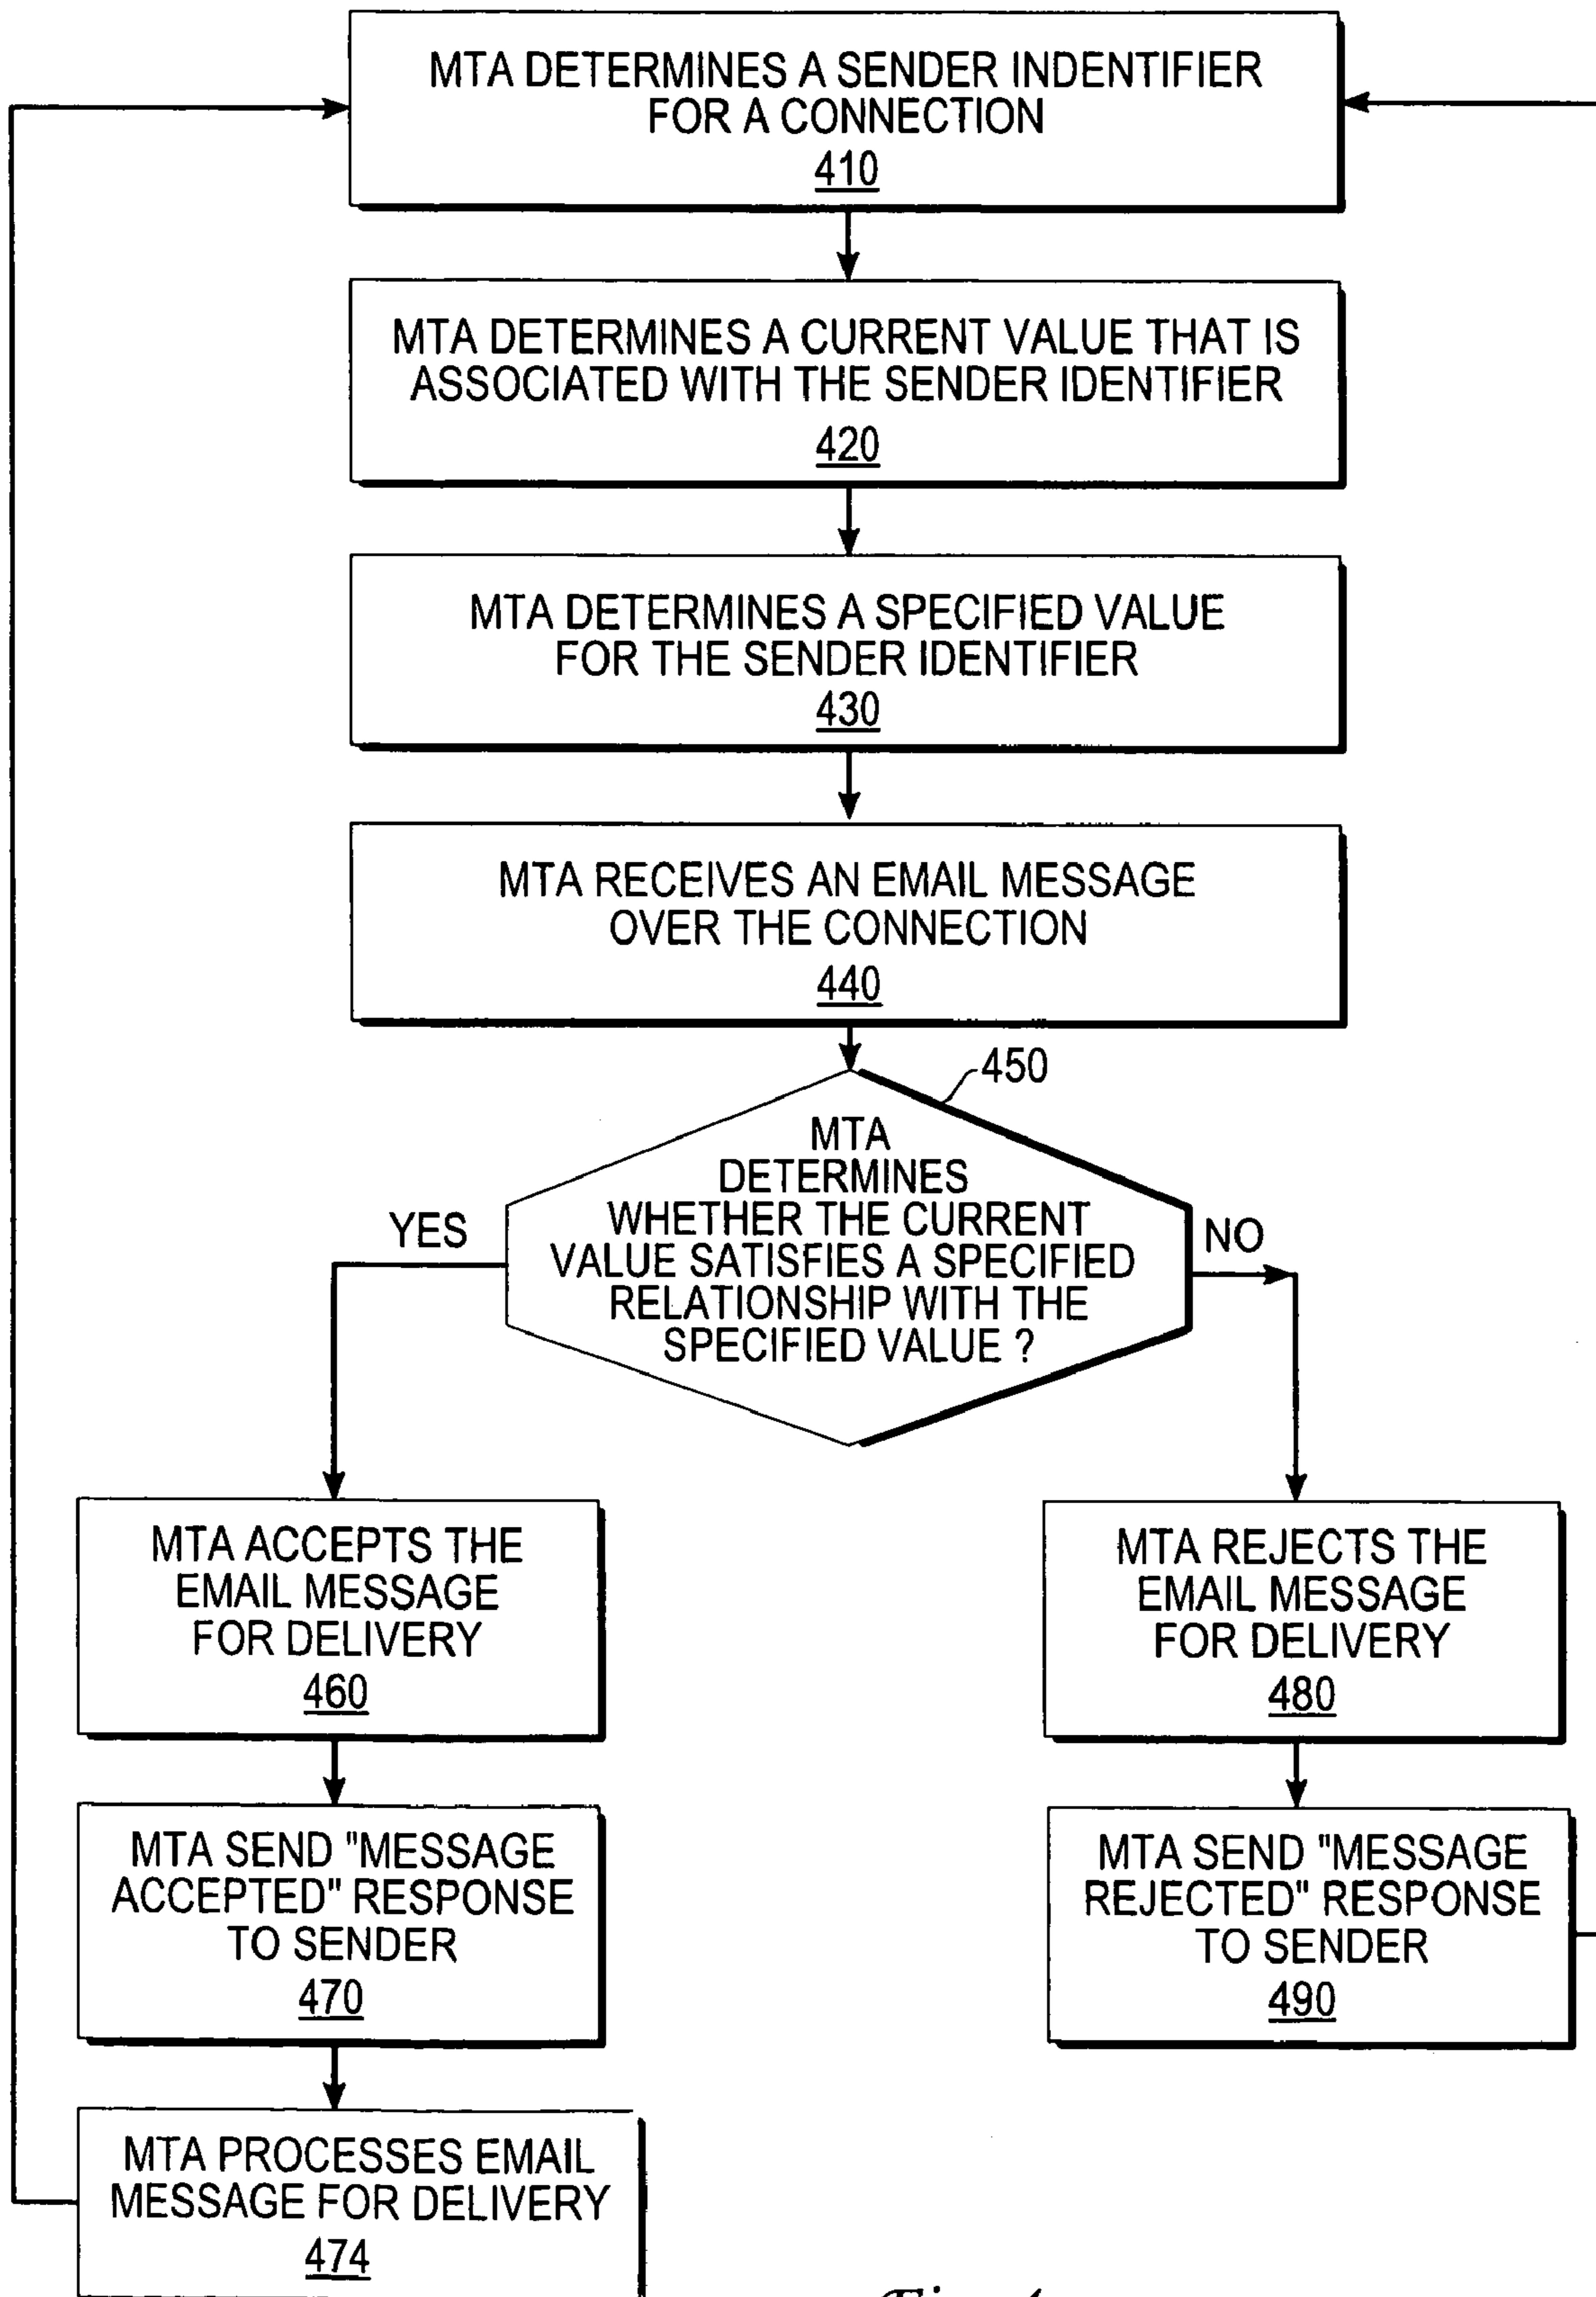 MTA DETERMINES A SENDER INDENTIFIER
FOR A CONNECTION
410
MTA DETERMINES A CURRENT VALUE THAT IS
ASSOCIATED WITH THE SENDER IDENTIFIER
420
MTA DETERMINES A SPECIFIED VALUE
FOR THE SENDER IDENTIFIER
430
MTA RECEIVES AN EMAIL MESSAGE
OVER THE CONNECTION
440
450
MTA
DETERMINES
WHETHER THE CURRENT
VALUE SATISFIES A SPECIFIED
RELATIONSHIP WITH THE
SPECIFIED VALUE ?
YES
NO
MTA ACCEPTS THE
EMAIL MESSAGE
FOR DELIVERY
460
MTA SEND "MESSAGE
ACCEPTED" RESPONSE
TO SENDER
470
MTA PROCESSES EMAIL
MESSAGE FOR DELIVERY
474
MTA REJECTS THE
EMAIL MESSAGE
FOR DELIVERY
480
MTA SEND "MESSAGE
REJECTED" RESPONSE
TO SENDER
490